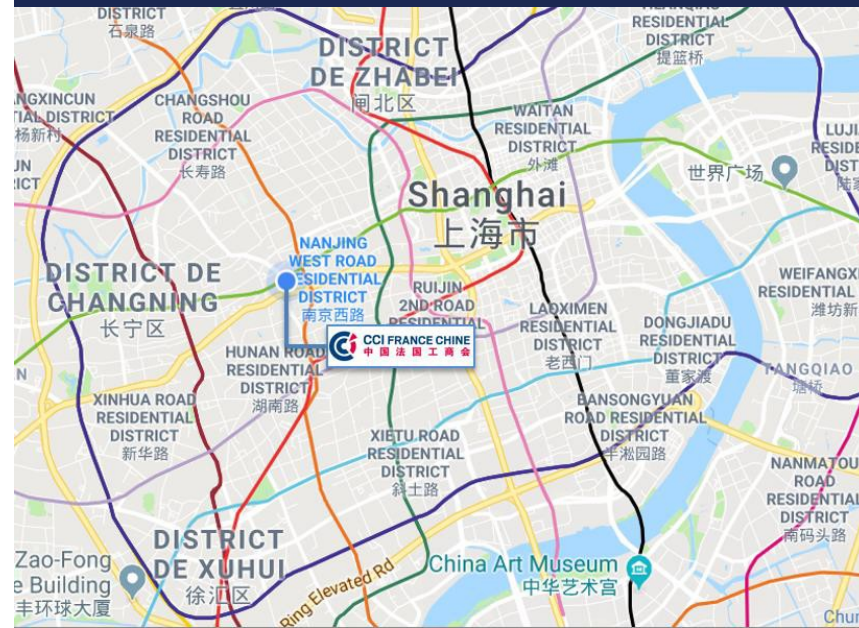 DISTRICT
石泉路
RESIDENTIAL
DISTRICT
提篮桥
DISTRICT
DE ZHABEI
闸北区
CHANGSHOU
ROAD
RESIDENTIAL
DISTRICT
长寿路
WAITAN
RESIDENTIAL
DISTRICT
外滩
世界广场
Shanghai
上海市
NANJING
WEST ROAD
RESIDENTIAL
DISTRICT
南京西路
DISTRICT DE
CHANGNING
长宁区
RUIJIN
2ND ROAD
RESIDENTIAL
CCI FRANCE CHINE
中国法国工商会
LAOXIMEN
RESIDENTIAL
DISTRICT
老西门
DONGJIADU
RESIDENTIAL
DISTRICT
董家渡
RESIDENTIAL
TANGQIAO
塘桥
HUNAN ROAD
RESIDENTIAL
DISTRICT
湖南路
XINHUA ROAD
RESIDENTIAL
DISTRICT
新华路
BANSONGYUAN
ROAD RESIDENTIAL
DISTRICT
半淞园路
XIETU ROAD
RESIDENTIAL
DISTRICT
斜土路
NANMATOU
ROAD
RESIDENTIAL
DISTRICT
南码头路
DISTRICT
DE XUHUI
徐汇区
Zao-Fong
Building
丰环球大厦
Ring Elevated Rd
China Art Museum
中华艺术宫